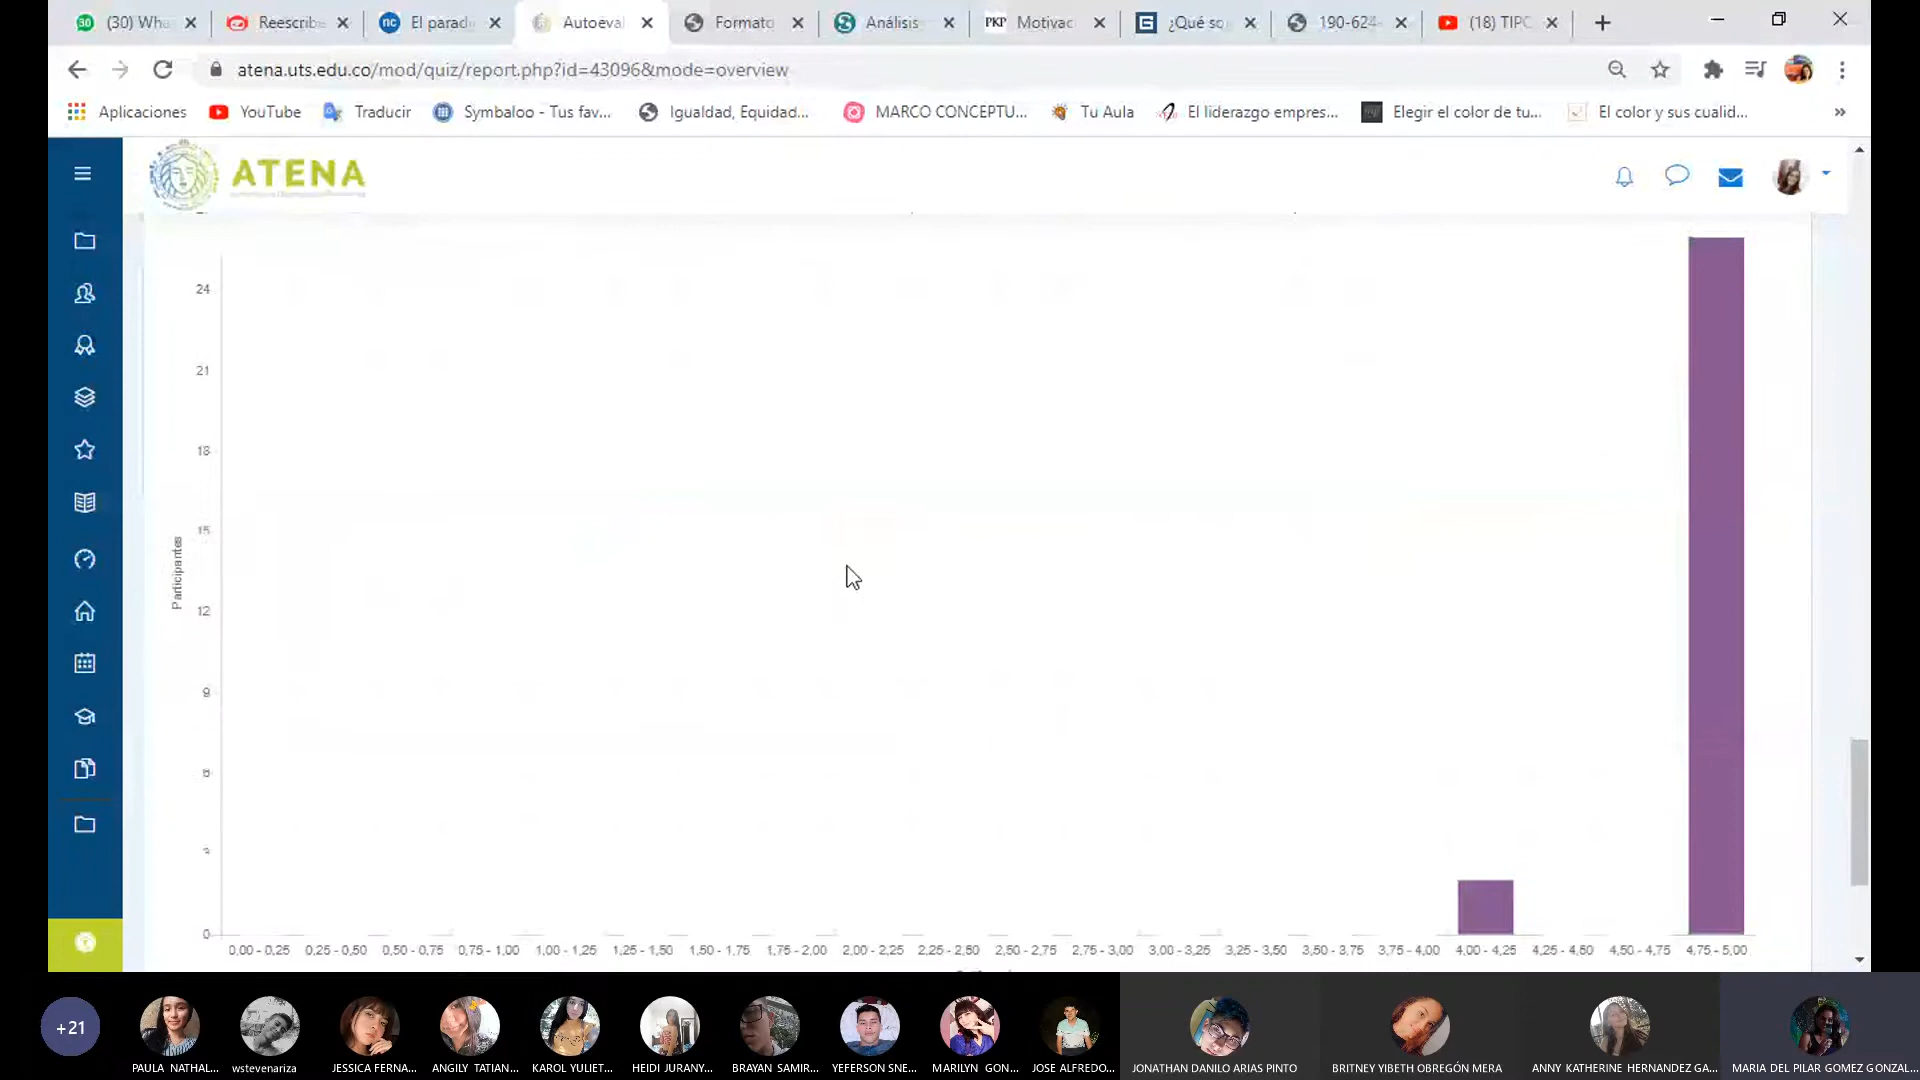 (30) Wha
Reescribe
El parad
Autoeval
Formato
Análisis
PKP Motivac
¿Qué so
190-624-
(18) TIPO
atena.uts.edu.co/mod/quiz/report.php?id=43096&mode=overview
Aplicaciones
YouTube
Traducir
Symbaloo - Tus fav...
Igualdad, Equidad...
MARCO CONCEPTU...
Tu Aula
El liderazgo empres...
Elegir el color de tu...
El color y sus cualid...
ATENA
24
21
18
15
12
9
6
3
0
Participantes
0,00 - 0,25
0,25 - 0,50
0,50 - 0,75
0,75 - 1,00
1,00 - 1,25
1,25 - 1,50
1,50 - 1,75
1,75 - 2,00
2,00 - 2,25
2,25 - 2,50
2,50 - 2,75
2,75 - 3,00
3,00 - 3,25
3,25 - 3,50
3,50 - 3,75
3,75 - 4,00
4,00 - 4,25
4,25 - 4,50
4,50 - 4,75
4,75 - 5,00
+21
PAULA NATHAL...
wstevenariza
JESSICA FERNA...
ANGILY TATIAN...
KAROL YULIET...
HEIDI JURANY...
BRAYAN SAMIR...
YEFERSON SNE...
MARILYN GON...
JOSE ALFREDO...
JONATHAN DANILO ARIAS PINTO
BRITNEY YIBETH OBREGÓN MERA
ANNY KATHERINE HERNANDEZ GA...
MARIA DEL PILAR GOMEZ GONZAL...